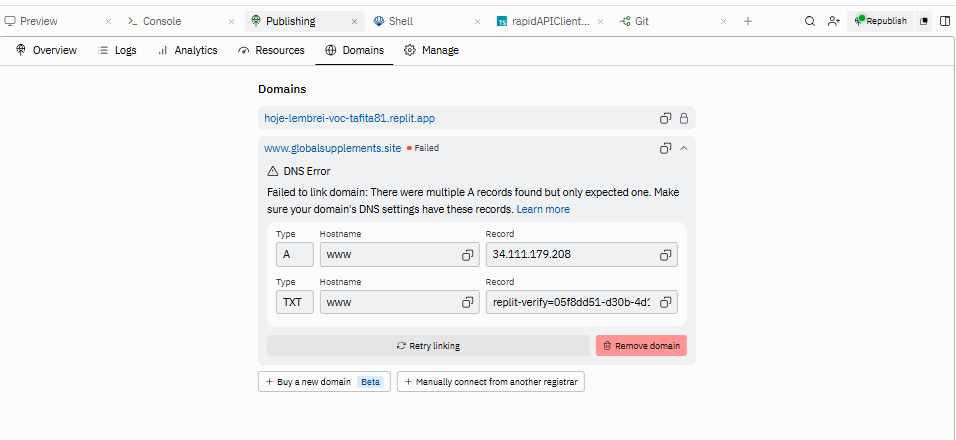 Preview
Console
Publishing
Shell
rapidAPIClient...
Git
Republish
Overview
Logs
Analytics
Resources
Domains
Manage
Domains
hoje-lembrei-voc-tafita81.replit.app
www.globalsupplements.site
Failed
DNS Error
Failed to link domain: There were multiple A records found but only expected one. Make
sure your domain's DNS settings have these records. Learn more
Type Hostname Record
A www 34.111.179.208
Type Hostname Record
TXT www replit-verify=05f8dd51-d30b-4d1
Retry linking
Remove domain
+ Buy a new domain Beta
+ Manually connect from another registrar